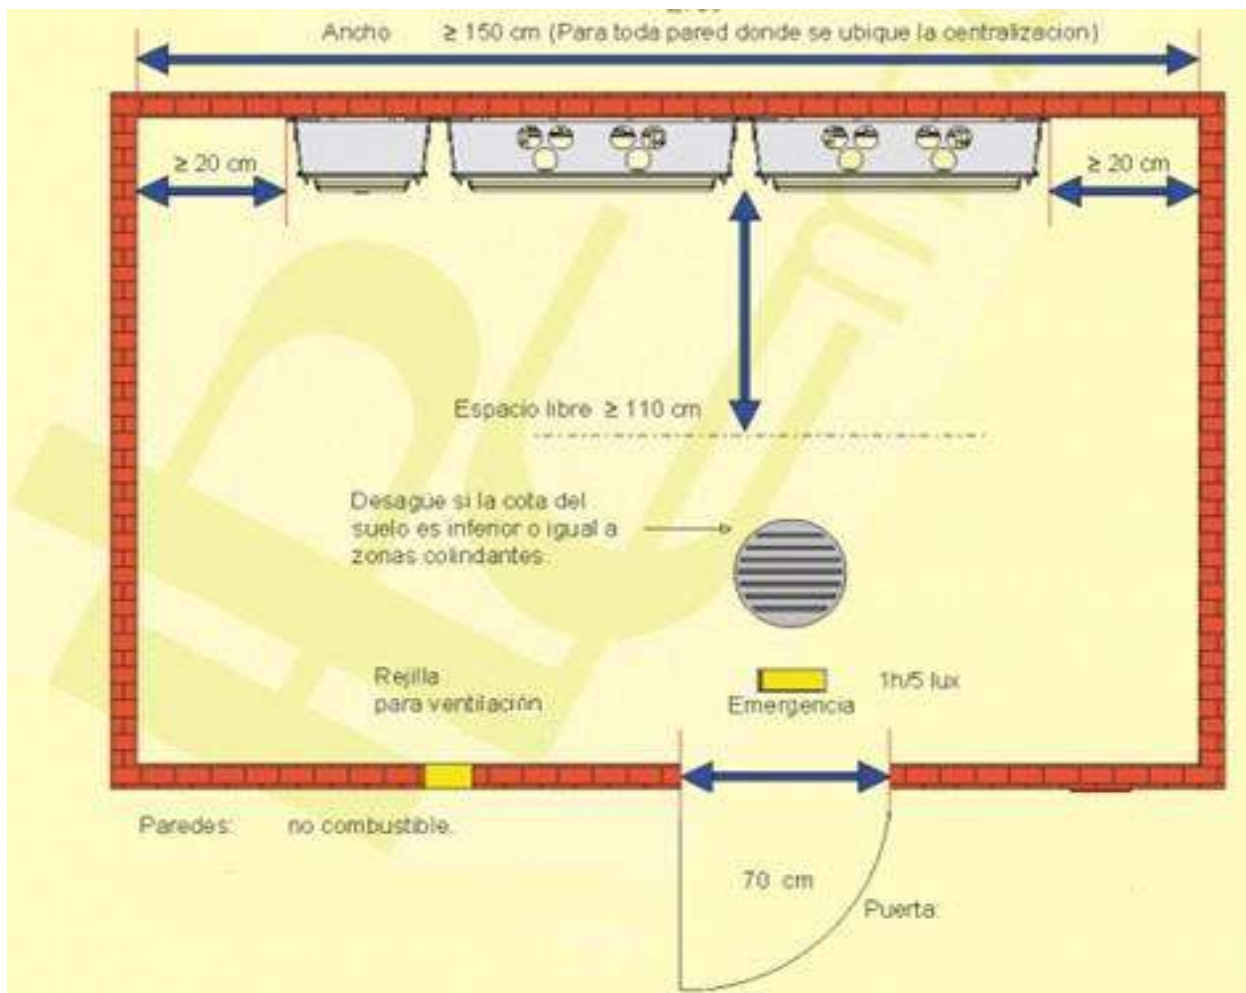 Ancho ≥ 150 cm (Para toda pared donde se ubique la centralizacion)
≥ 20 cm
≥ 20 cm
Espacio libre ≥ 110 cm
Desagüe si la cota del
suelo es inferior o igual a
zonas colindantes.
Rejilla
para ventilación
1h/5 lux
Emergencia
Paredes: no combustible.
70 cm
Puerta: